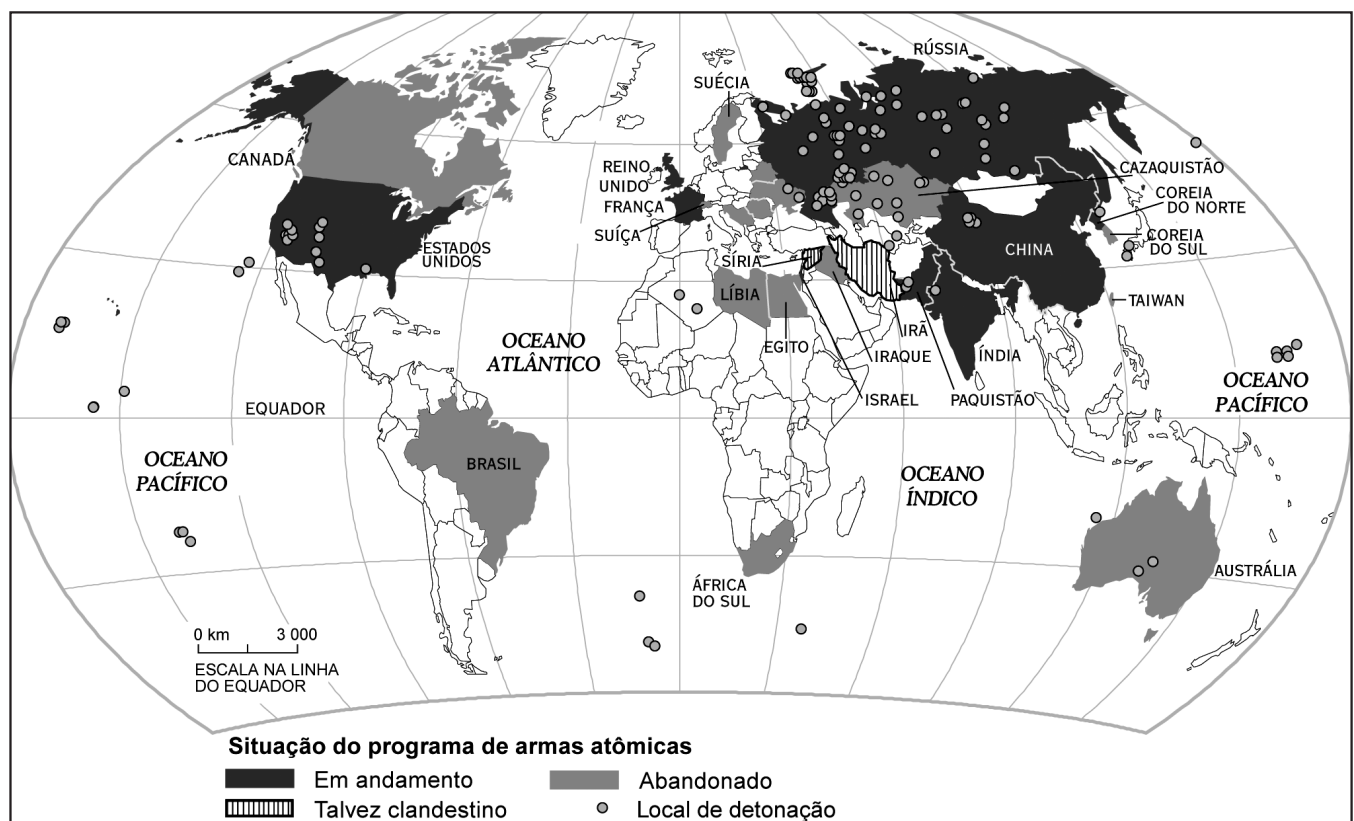 RÚSSIA
SUÉCIA
CANADÁ
REINO
UNIDO
FRANÇA
SUÍÇA
CAZAQUISTÃO
COREIA
DO NORTE
COREIA
DO SUL
ESTADOS
UNIDOS
SÍRIA
CHINA
LÍBIA
TAIWAN
EGITO
IRÃ
IRAQUE
ÍNDIA
ISRAEL
PAQUISTÃO
OCEANO
ATLÂNTICO
OCEANO
PACÍFICO
EQUADOR
BRASIL
OCEANO
PACÍFICO
OCEANO
ÍNDICO
AUSTRÁLIA
ÁFRICA
DO SUL
0 km 3 000
ESCALA NA LINHA
DO EQUADOR
Situação do programa de armas atômicas
Em andamento
Abandonado
Talvez clandestino
Local de detonação